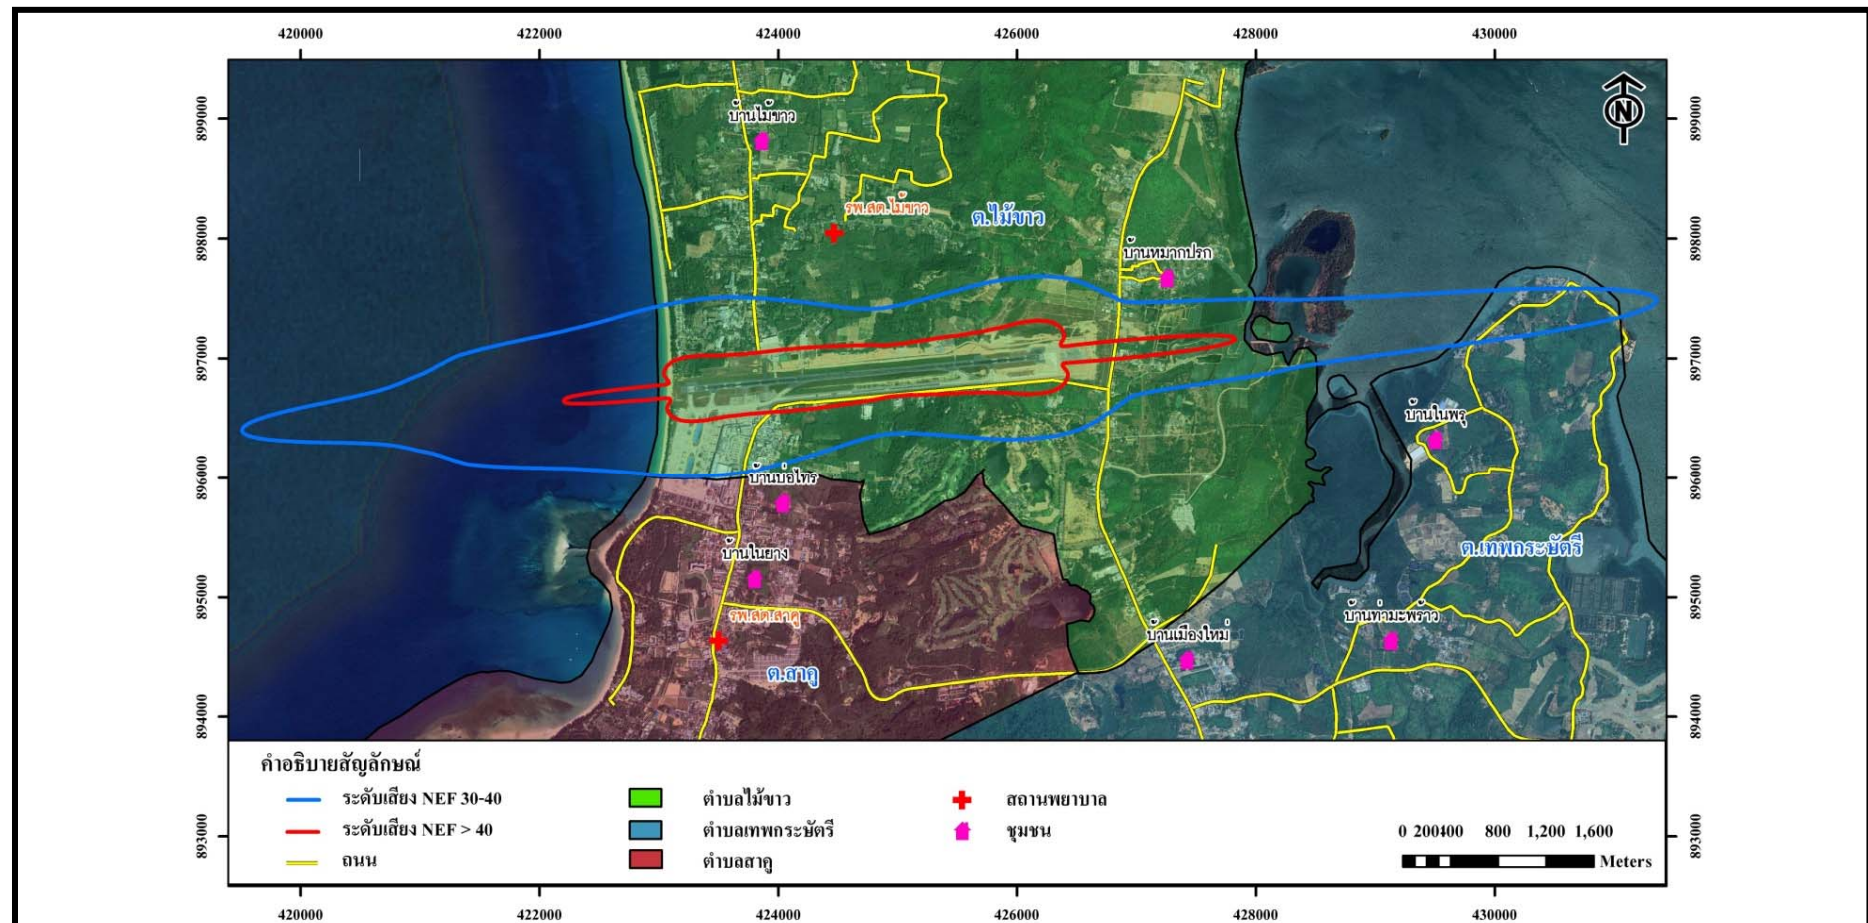 420000 422000 424000 426000 428000 430000
899000 899000
บ้านไม้ขาว
N
รพ.สต.ไม้ขาว
ต.ไม้ขาว
898000 898000
บ้านหมากปรก
897000 897000
บ้านในพรุ
896000 896000
บ้านบ่อไทร
บ้านในยาง
ต.เทพกระษัตรี
895000 895000
รพ.สต.สาคู
บ้านท่ามะพร้าว
บ้านเมืองใหม่
ต.สาคู
894000 894000
คำอธิบายสัญลักษณ์
ระดับเสียง NEF 30-40 ตำบลไม้ขาว สถานพยาบาล
ระดับเสียง NEF > 40 ตำบลเทพกระษัตรี ชุมชน
ถนน ตำบลสาคู
893000 893000
0 200 400 800 1,200 1,600
Meters
420000 422000 424000 426000 428000 430000